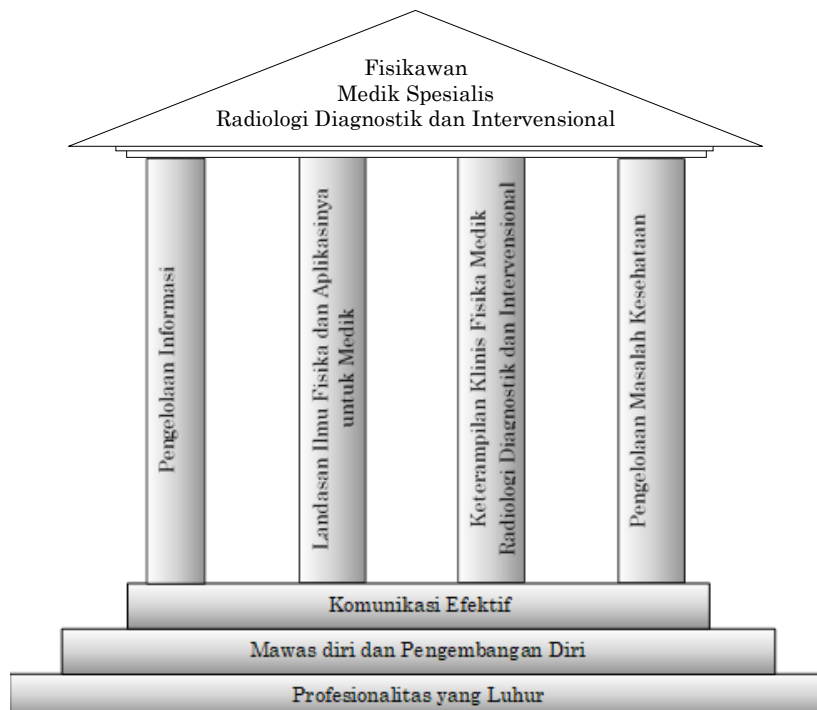 Fisikawan
Medik Spesialis
Radiologi Diagnostik dan Intervensional
Pengelolaan Informasi
Landasan Ilmu Fisika dan Aplikasinya
untuk Medik
Keterampilan Klinis Fisika Medik
Radiologi Diagnostik dan Intervensional
Pengelolaan Masalah Kesehataan
Komunikasi Efektif
Mawas diri dan Pengembangan Diri
Profesionalitas yang Luhur